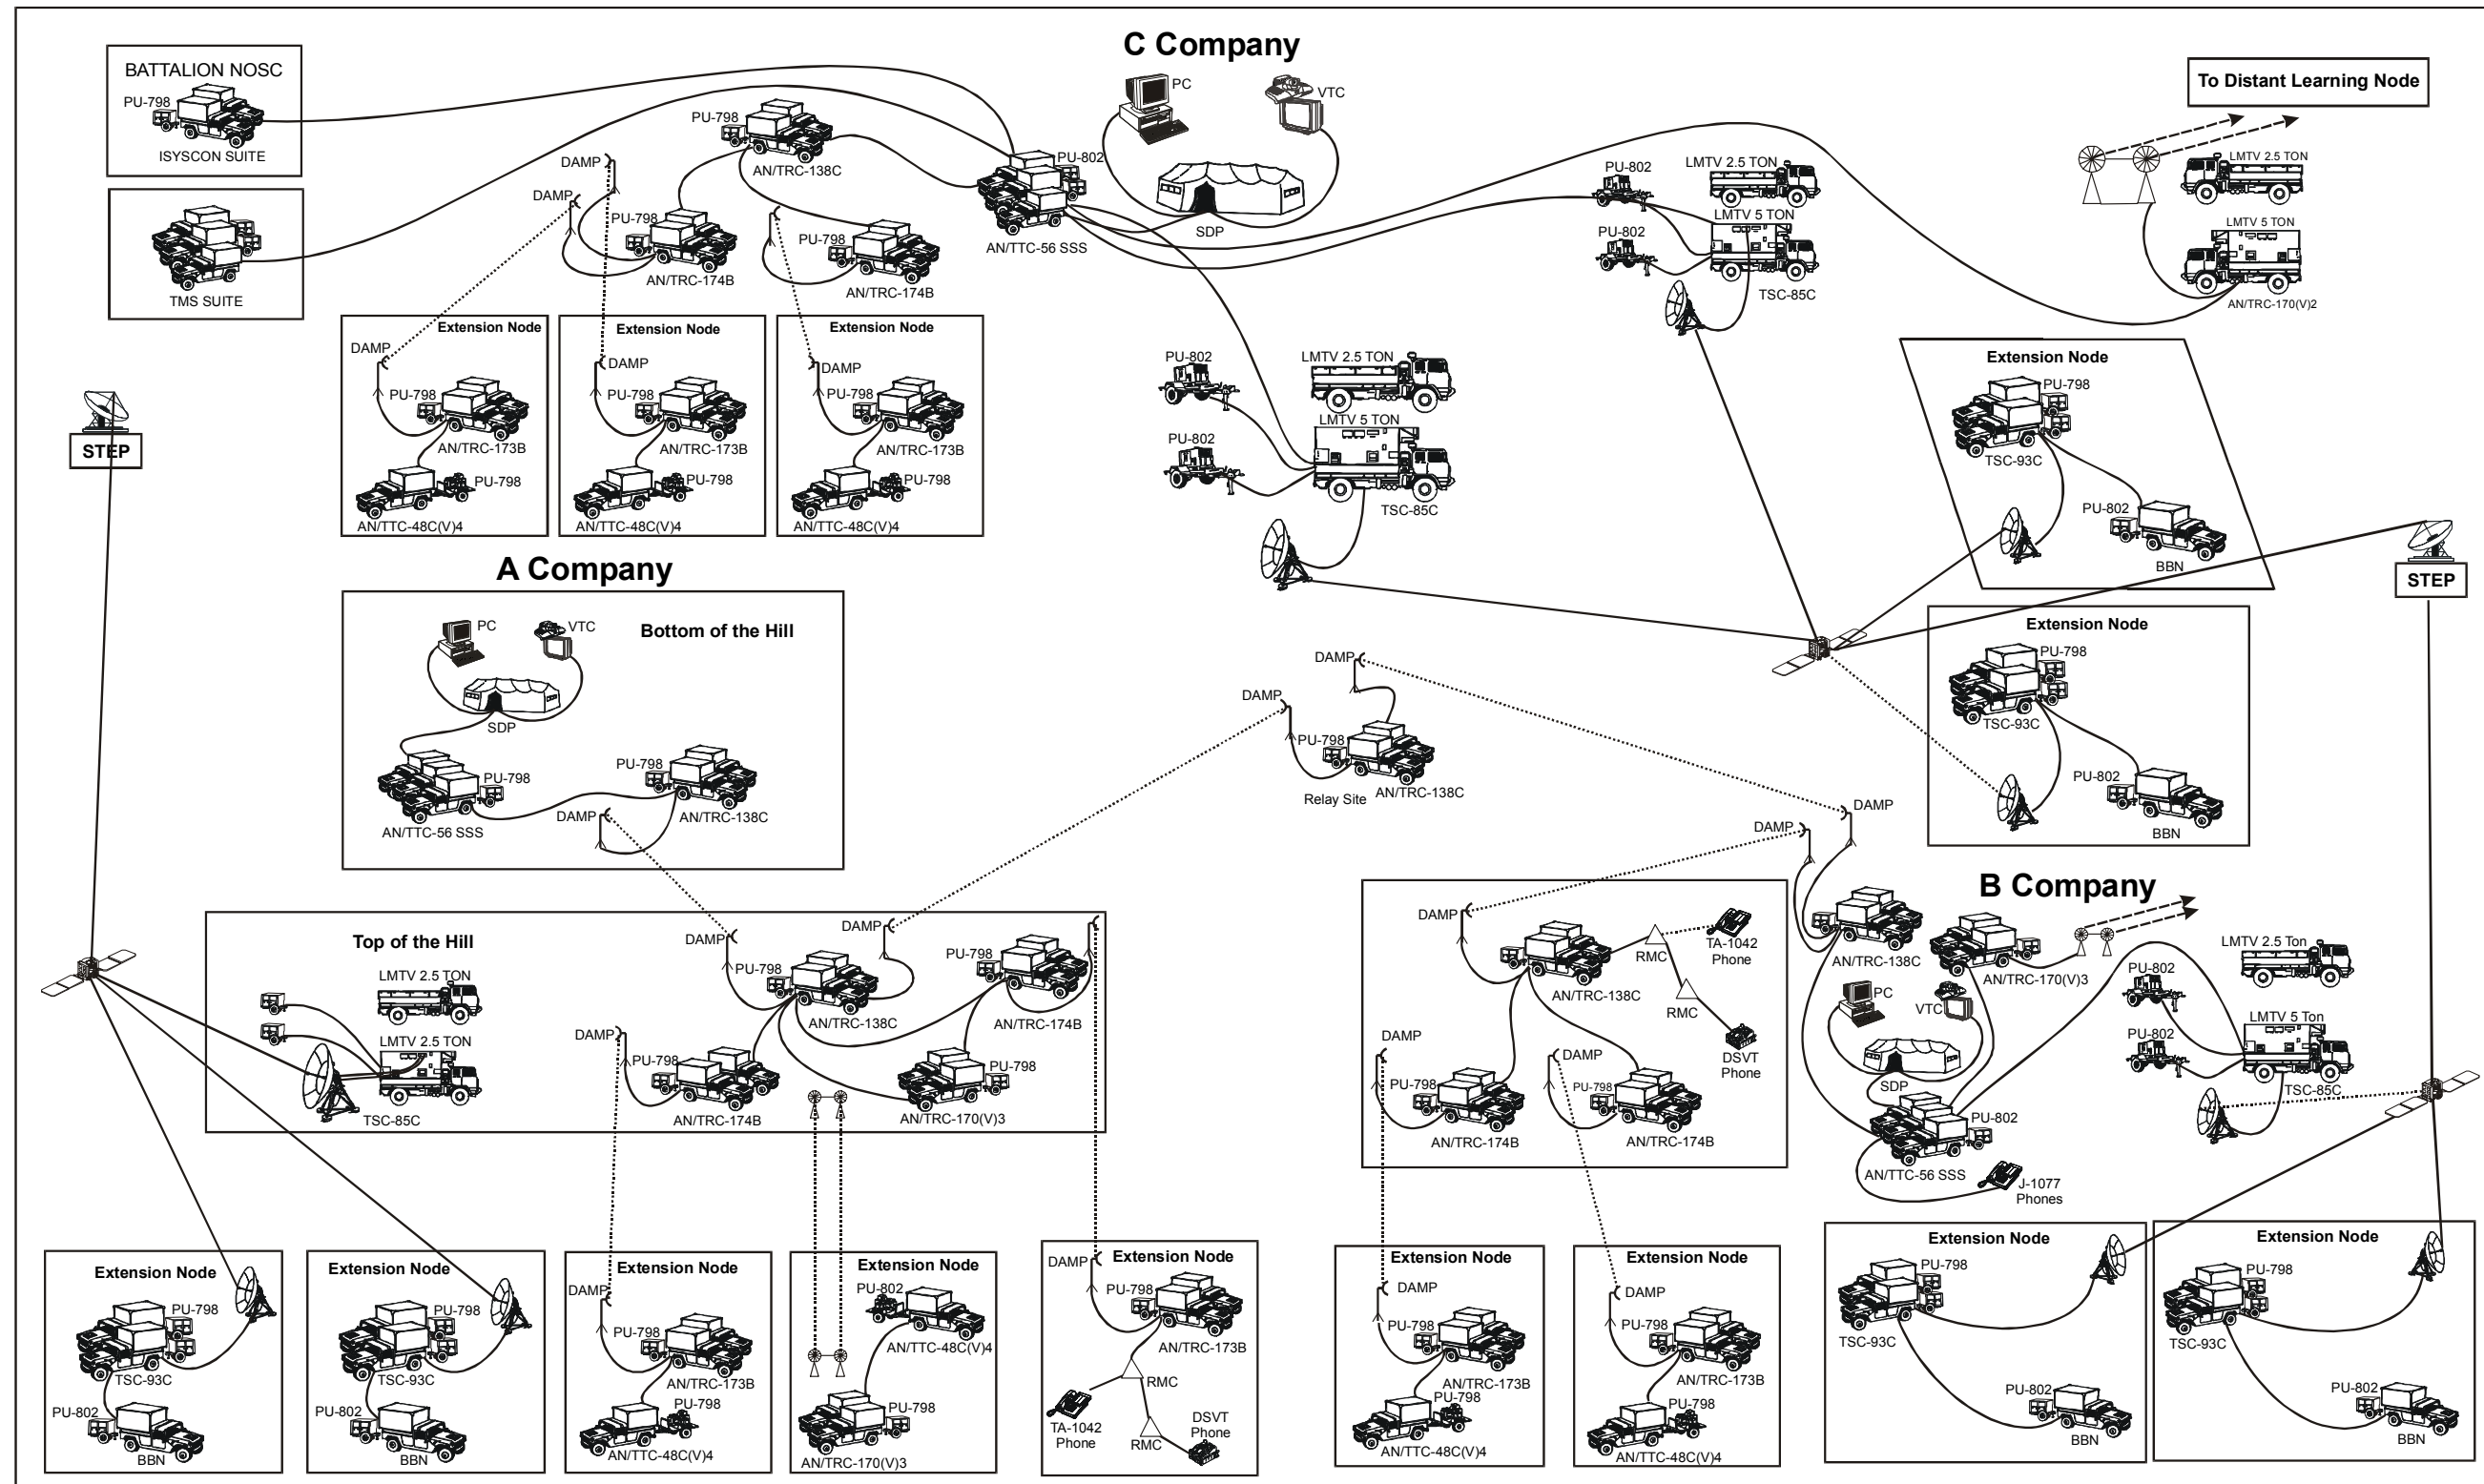 C Company
BATTALION NOSC
PU-798
ISYSCON SUITE
TMS SUITE
PU-798
AN/TRC-138C
DAMP
DAMP
PU-798
AN/TRC-174B
PU-798
AN/TRC-174B
PU-802
AN/TTC-56 SSS
PC
VTC
SDP
PU-802
LMTV 2.5 TON
PU-802
LMTV 5 TON
TSC-85C
To Distant Learning Node
LMTV 2.5 TON
LMTV 5 TON
AN/TRC-170(V)2
Extension Node
DAMP
PU-798
AN/TRC-173B
PU-798
AN/TTC-48C(V)4
Extension Node
DAMP
PU-798
AN/TRC-173B
PU-798
AN/TTC-48C(V)4
Extension Node
DAMP
PU-798
AN/TRC-173B
PU-798
AN/TTC-48C(V)4
PU-802
LMTV 2.5 TON
PU-802
LMTV 5 TON
TSC-85C
Extension Node
PU-798
TSC-93C
PU-802
BBN
STEP
STEP
Extension Node
PU-798
TSC-93C
PU-802
BBN
A Company
Bottom of the Hill
PC
VTC
SDP
PU-798
AN/TTC-56 SSS
PU-798
AN/TRC-138C
DAMP
DAMP
DAMP
PU-798
Relay Site
AN/TRC-138C
Top of the Hill
LMTV 2.5 TON
LMTV 2.5 TON
TSC-85C
DAMP
PU-798
AN/TRC-138C
DAMP
PU-798
AN/TRC-174B
DAMP
PU-798
AN/TRC-174B
PU-798
AN/TRC-170(V)3
DAMP
DAMP
DAMP
AN/TRC-138C
RMC
TA-1042
Phone
RMC
DSVT
Phone
DAMP
PU-798
AN/TRC-174B
DAMP
PU-798
AN/TRC-174B
B Company
AN/TRC-138C
AN/TRC-170(V)3
PC
VTC
SDP
PU-802
AN/TTC-56 SSS
J-1077
Phones
LMTV 2.5 Ton
PU-802
LMTV 5 Ton
PU-802
TSC-85C
Extension Node
PU-798
TSC-93C
PU-802
BBN
Extension Node
PU-798
TSC-93C
PU-802
BBN
Extension Node
DAMP
PU-798
AN/TRC-173B
PU-798
AN/TTC-48C(V)4
Extension Node
PU-802
AN/TTC-48C(V)4
PU-798
AN/TRC-170(V)3
Extension Node
DAMP
PU-798
AN/TRC-173B
RMC
TA-1042
Phone
RMC
DSVT
Phone
Extension Node
DAMP
PU-798
AN/TRC-173B
PU-798
AN/TTC-48C(V)4
Extension Node
DAMP
PU-798
AN/TRC-173B
PU-798
AN/TTC-48C(V)4
Extension Node
PU-798
TSC-93C
PU-802
BBN
Extension Node
PU-798
TSC-93C
PU-802
BBN